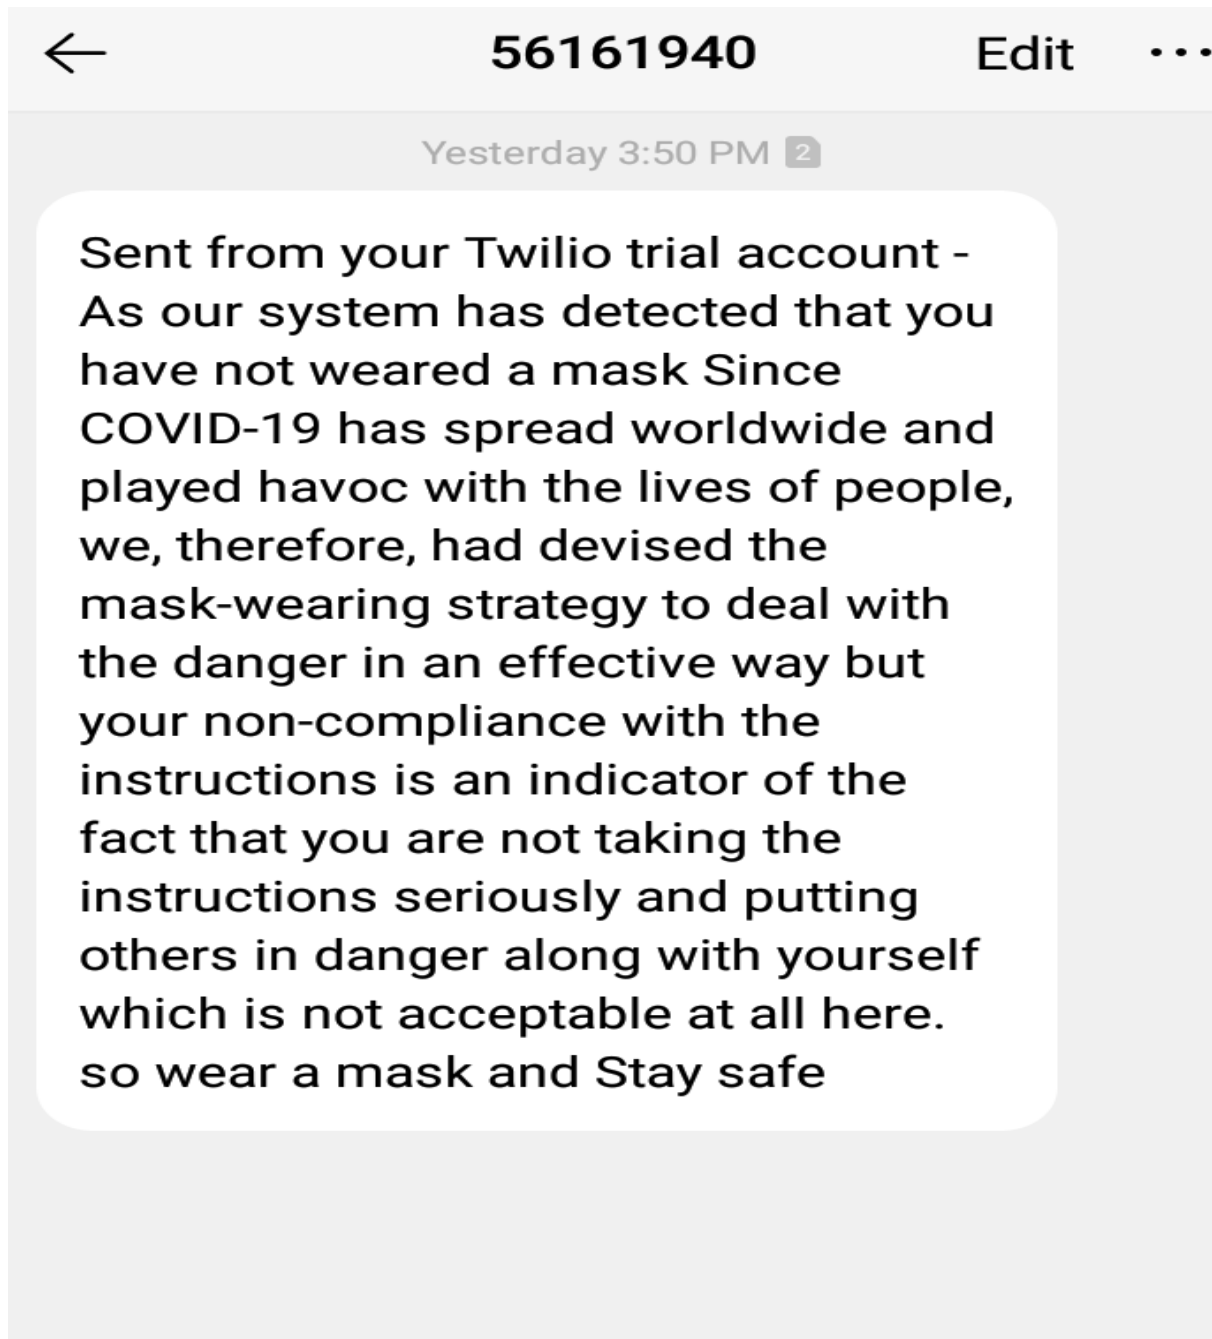 56161940 Edit ...
Yesterday 3:50 PM 2
Sent from your Twilio trial account -
As our system has detected that you
have not weared a mask Since
COVID-19 has spread worldwide and
played havoc with the lives of people,
we, therefore, had devised the
mask-wearing strategy to deal with
the danger in an effective way but
your non-compliance with the
instructions is an indicator of the
fact that you are not taking the
instructions seriously and putting
others in danger along with yourself
which is not acceptable at all here.
so wear a mask and Stay safe